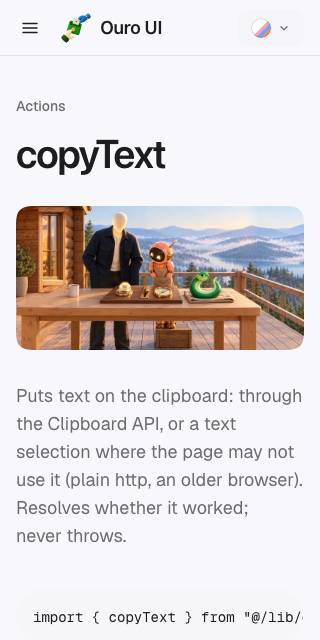 Ouro UI
Actions
copyText
Puts text on the clipboard: through
the Clipboard API, or a text
selection where the page may not
use it (plain http, an older browser).
Resolves whether it worked;
never throws.
import { copyText } from "@/lib/